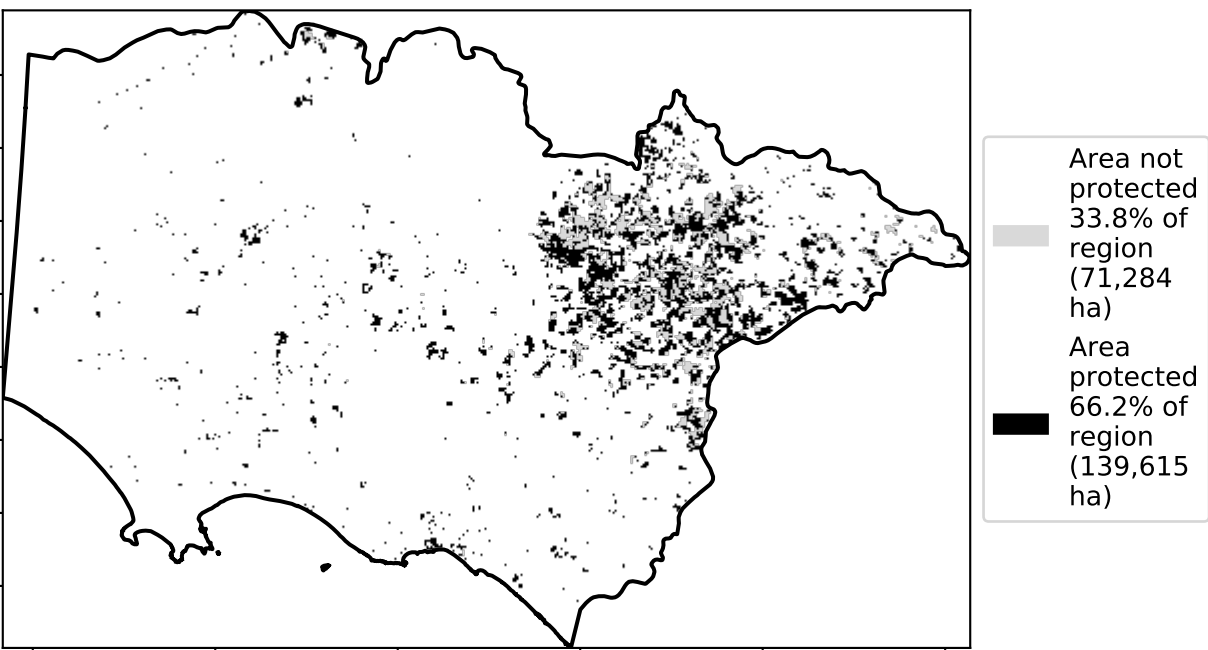 Area not
protected
33.8% of
region
(71,284
ha)
Area
protected
66.2% of
region
(139,615
ha)